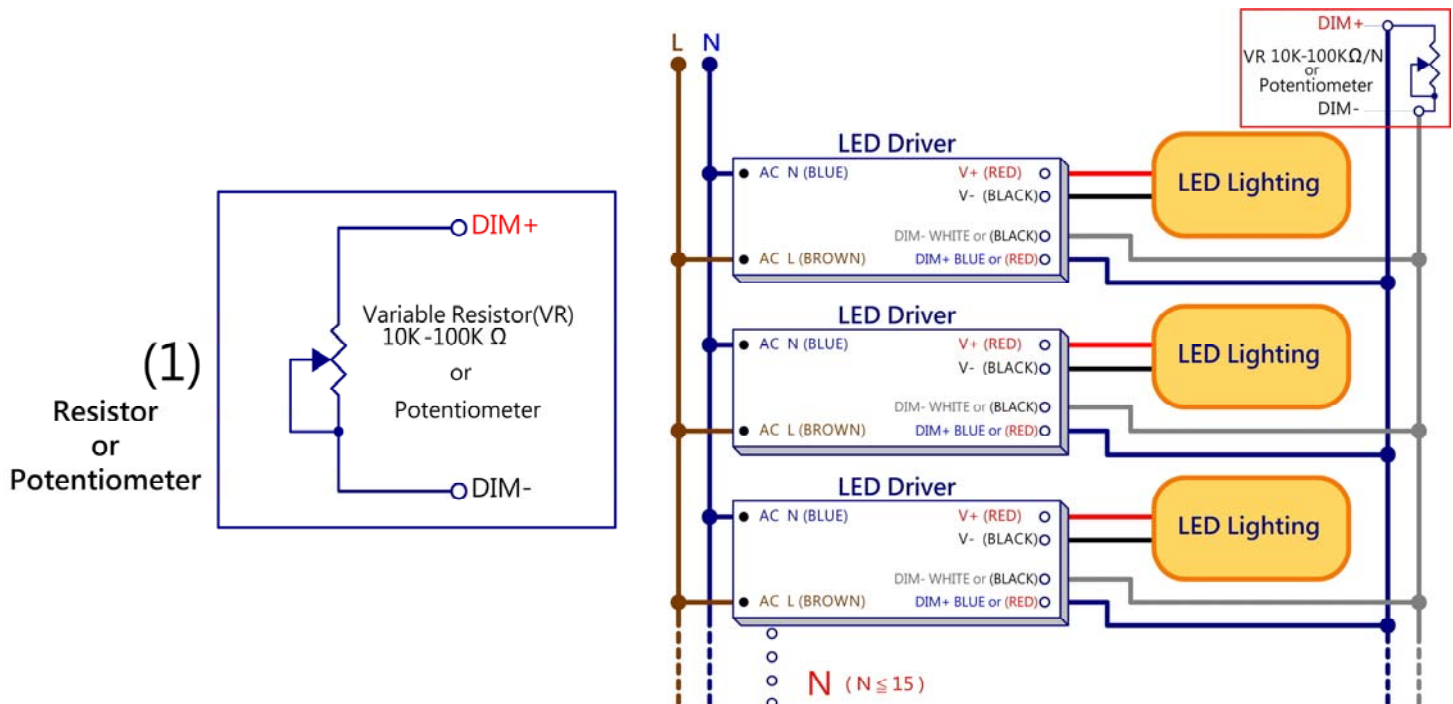 (1)
Resistor
or
Potentiometer
DIM+
Variable Resistor(VR)
10K-100K Ω
or
Potentiometer
DIM-
L N
DIM+
VR 10K-100KΩ/N
or
Potentiometer
DIM-
LED Driver
AC N (BLUE)
V+ (RED)
V- (BLACK)
DIM- WHITE or (BLACK)
AC L (BROWN)
DIM+ BLUE or (RED)
LED Lighting
LED Driver
AC N (BLUE)
V+ (RED)
V- (BLACK)
DIM- WHITE or (BLACK)
AC L (BROWN)
DIM+ BLUE or (RED)
LED Lighting
LED Driver
AC N (BLUE)
V+ (RED)
V- (BLACK)
DIM- WHITE or (BLACK)
AC L (BROWN)
DIM+ BLUE or (RED)
LED Lighting
N (N≦15)